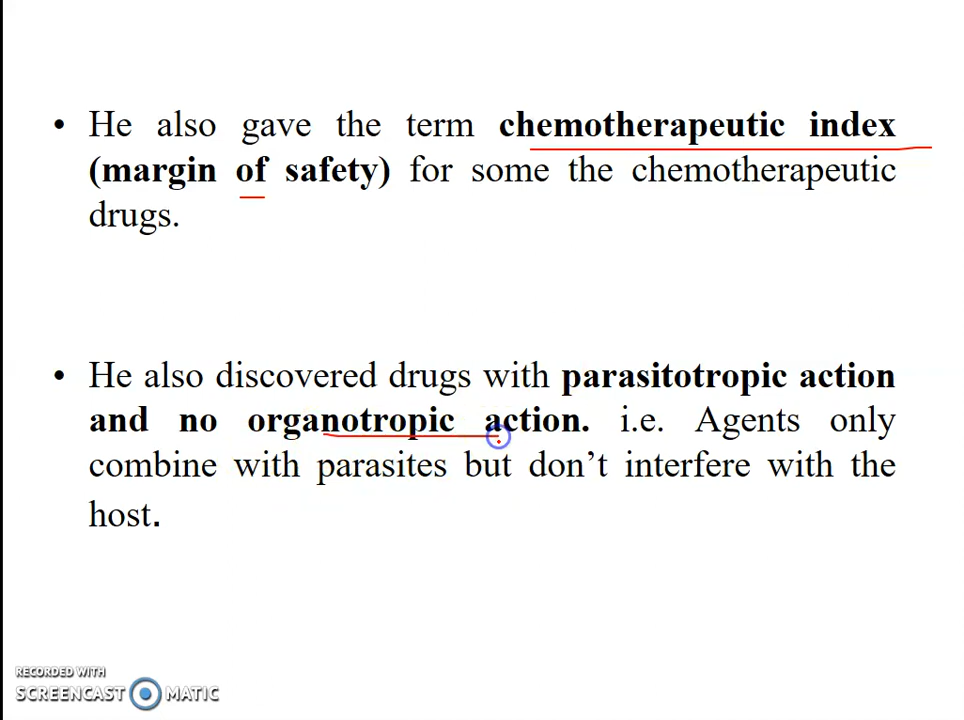 • He also gave the term chemotherapeutic index
(margin of safety) for some the chemotherapeutic
drugs.
• He also discovered drugs with parasitotropic action
and no organotropic action. i.e. Agents only
combine with parasites but don’t interfere with the
host.
RECORDED WITH
SCREENCAST MATIC